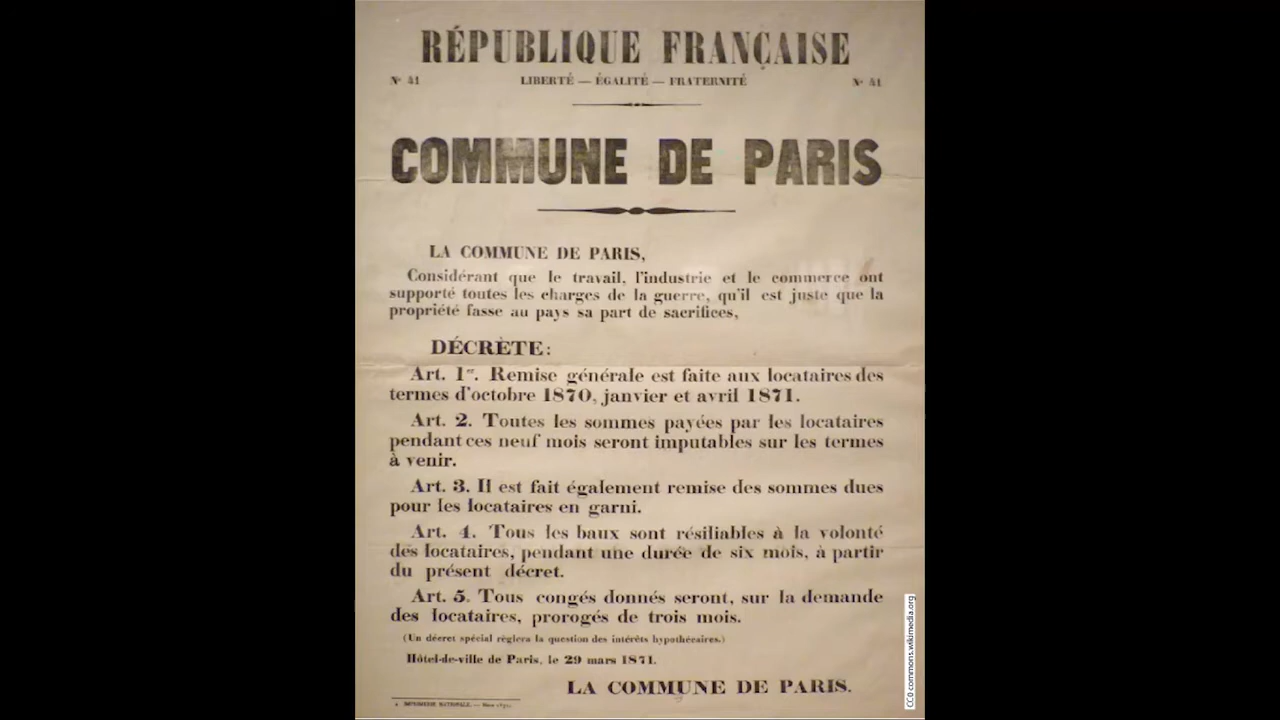 RÉPUBLIQUE FRANÇAISE
N° 41 LIBERTÉ — ÉGALITÉ — FRATERNITÉ N° 41
COMMUNE DE PARIS
LA COMMUNE DE PARIS,
Considérant que le travail, l'industrie et le commerce ont
supporté toutes les charges de la guerre, qu'il est juste que la
propriété fasse au pays sa part de sacrifices,
DÉCRÈTE:
Art. 1er. Remise générale est faite aux locataires des
termes d'octobre 1870, janvier et avril 1871.
Art. 2. Toutes les sommes payées par les locataires
pendant ces neuf mois seront imputables sur les termes
à venir.
Art. 3. Il est fait également remise des sommes dues
pour les locataires en garni.
Art. 4. Tous les baux sont résiliables à la volonté
des locataires, pendant une durée de six mois, à partir
du présent décret.
Art. 5. Tous congés donnés seront, sur la demande
des locataires, prorogés de trois mois.
(Un décret spécial règlera la question des intérêts hypothécaires.)
Hôtel-de-ville de Paris, le 29 mars 1871.
LA COMMUNE DE PARIS.
IMPRIMERIE NATIONALE. — Mars 1871.
CC0 commons.wikimedia.org